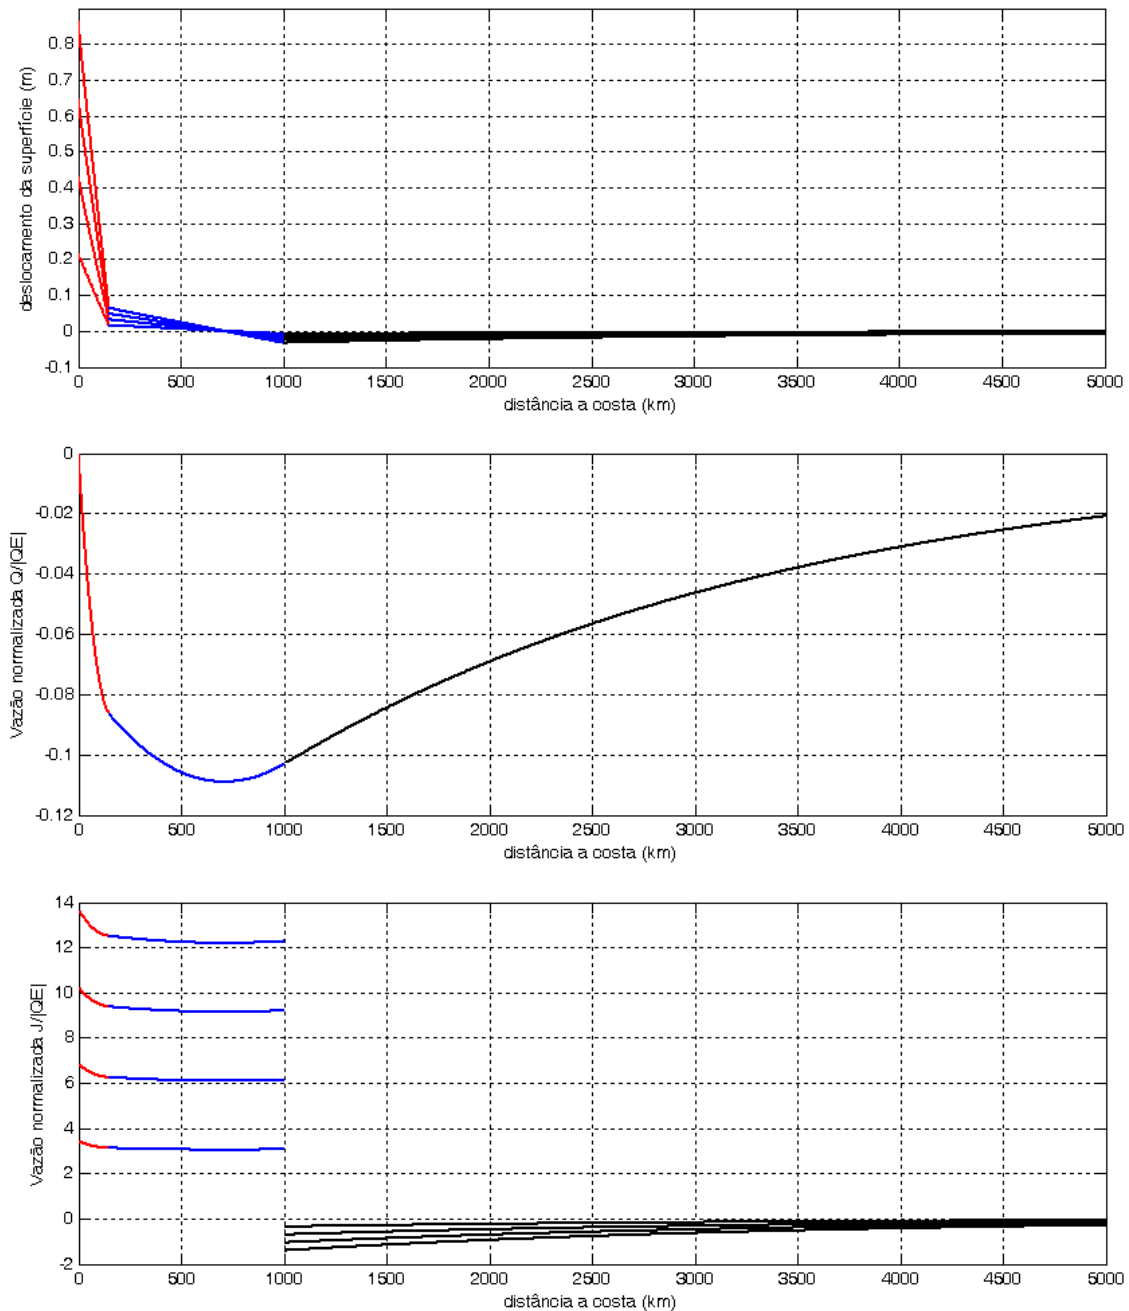 deslocamento da superfície (m)
0.8
0.7
0.6
0.5
0.4
0.3
0.2
0.1
0
-0.1
0 500 1000 1500 2000 2500 3000 3500 4000 4500 5000
distância a costa (km)
Vazão normalizada Q/|QE|
0
-0.02
-0.04
-0.06
-0.08
-0.1
-0.12
0 500 1000 1500 2000 2500 3000 3500 4000 4500 5000
distância a costa (km)
Vazão normalizada J/|QE|
14
12
10
8
6
4
2
0
-2
0 500 1000 1500 2000 2500 3000 3500 4000 4500 5000
distância a costa (km)